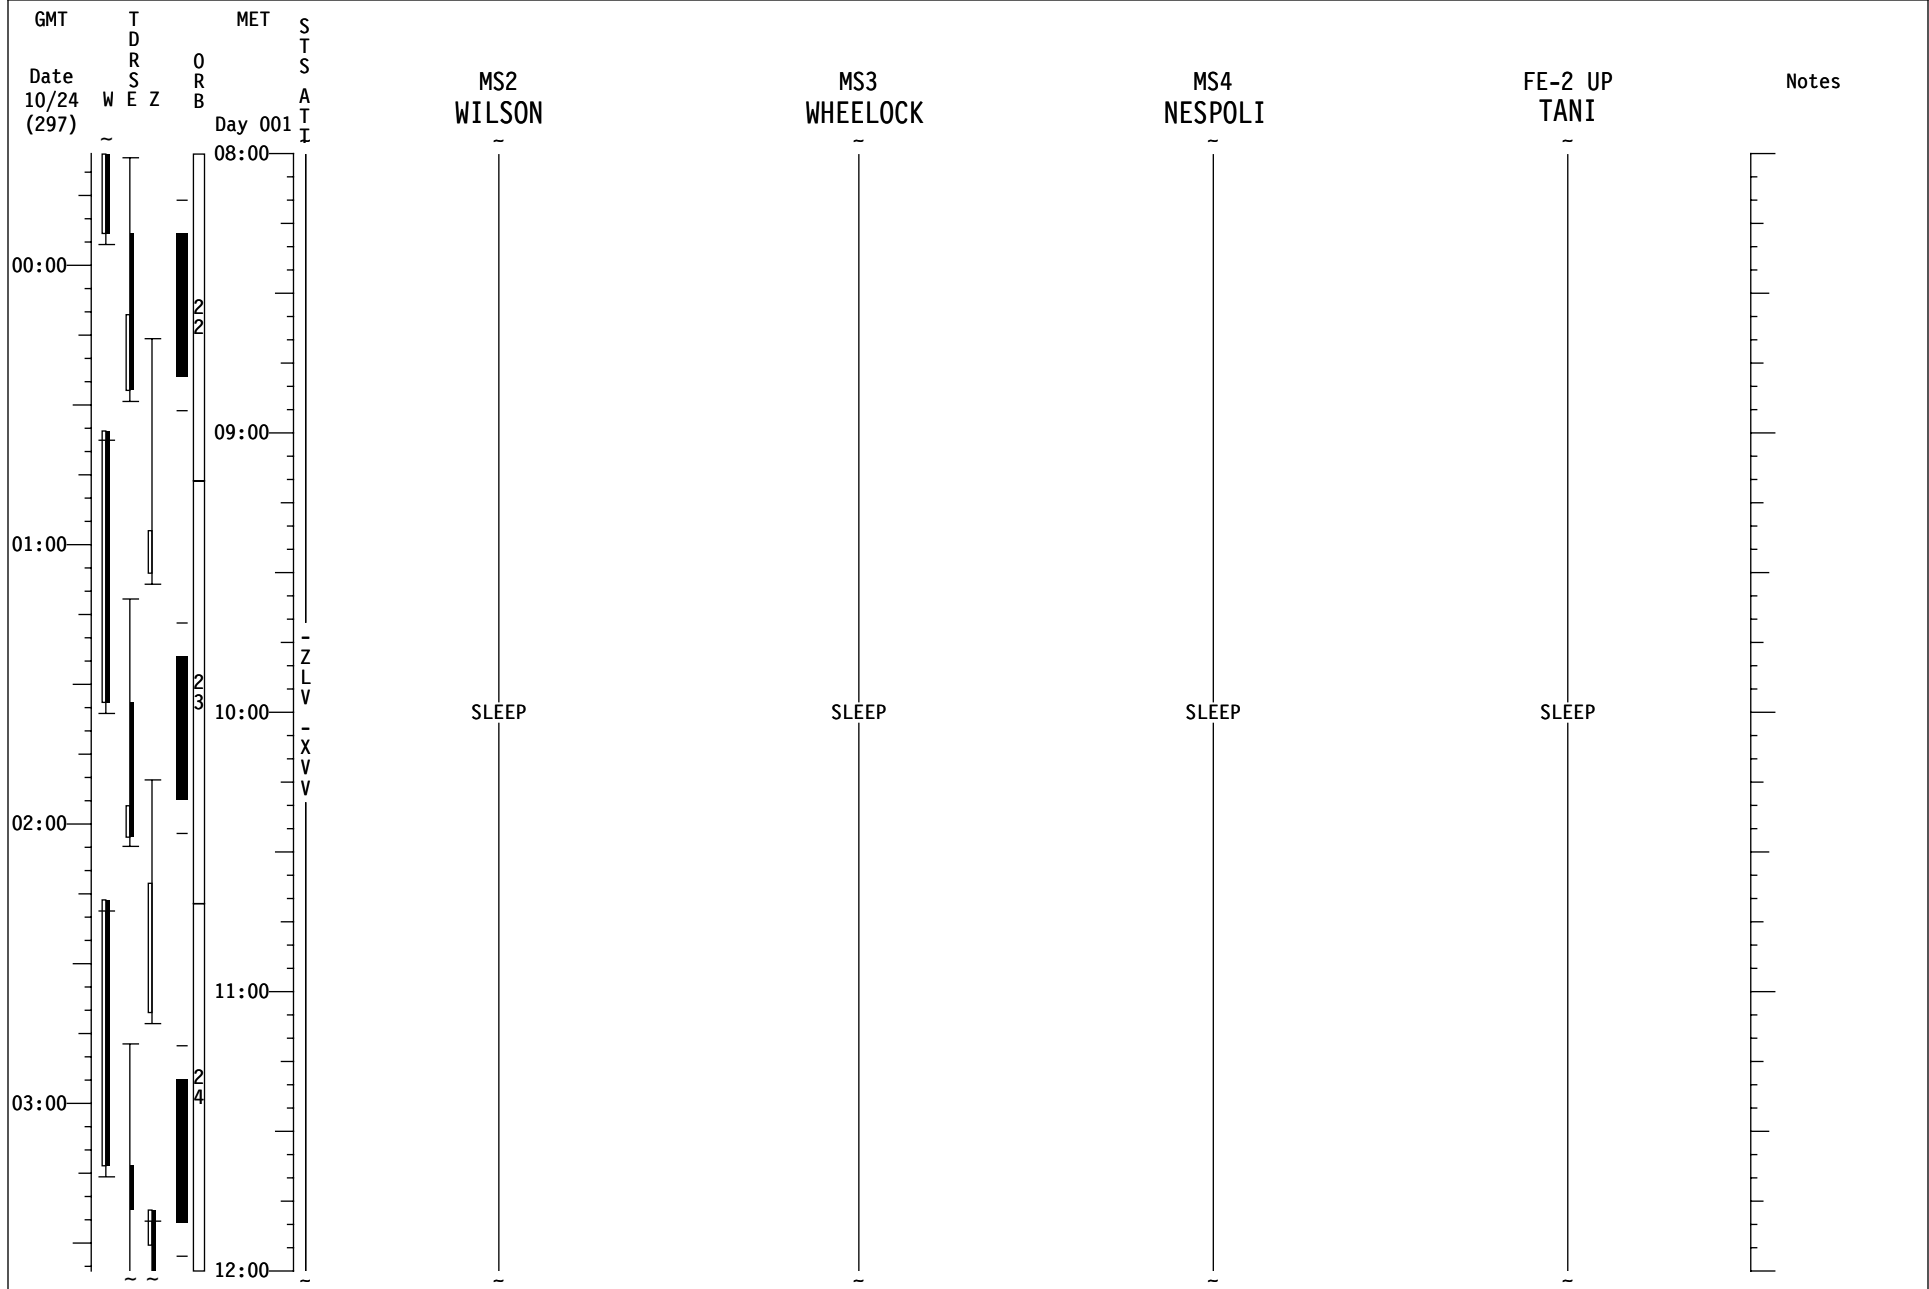 GMT
TDRS
MET
STS ATT
ORB
Date
10/24
(297)
W E Z
Day 001
MS2
WILSON
MS3
WHEELOCK
MS4
NESPOLI
FE-2 UP
TANI
Notes
~ ~ ~ ~ ~ ~
08:00
00:00
22
09:00
01:00
-ZLV -XVV
23
10:00
SLEEP SLEEP SLEEP SLEEP
02:00
11:00
24
03:00
12:00
~ ~ ~ ~ ~ ~ ~